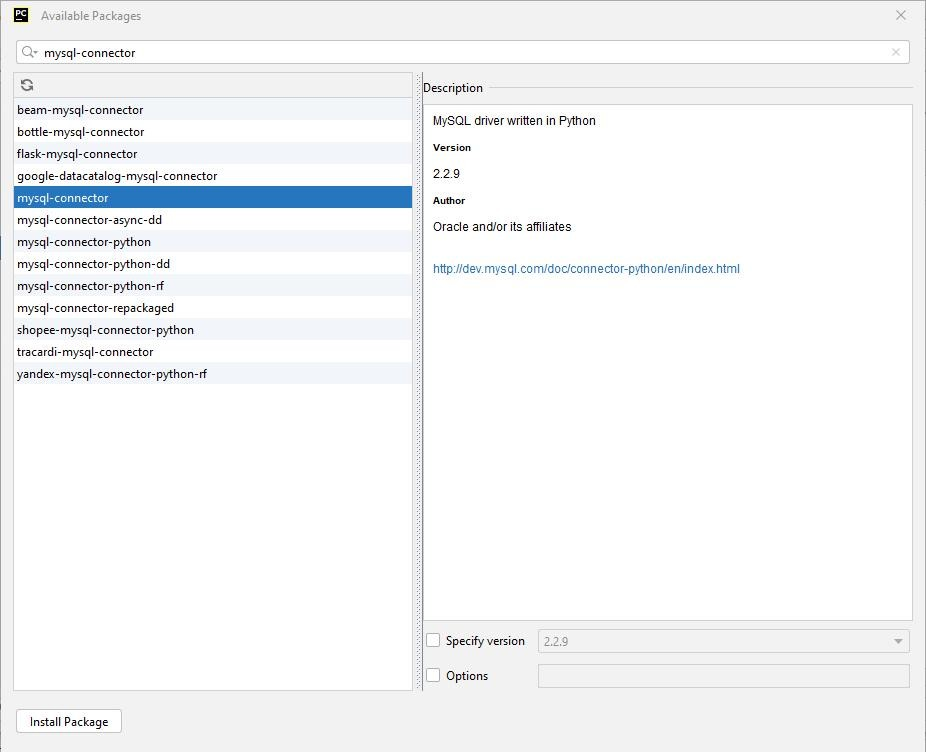 PC
Available Packages
mysql-connector
beam-mysql-connector
bottle-mysql-connector
flask-mysql-connector
google-datacatalog-mysql-connector
mysql-connector
mysql-connector-async-dd
mysql-connector-python
mysql-connector-python-dd
mysql-connector-python-rf
mysql-connector-repackaged
shopee-mysql-connector-python
tracardi-mysql-connector
yandex-mysql-connector-python-rf
Description
MySQL driver written in Python
Version
2.2.9
Author
Oracle and/or its affiliates
http://dev.mysql.com/doc/connector-python/en/index.html
Specify version
2.2.9
Options
Install Package